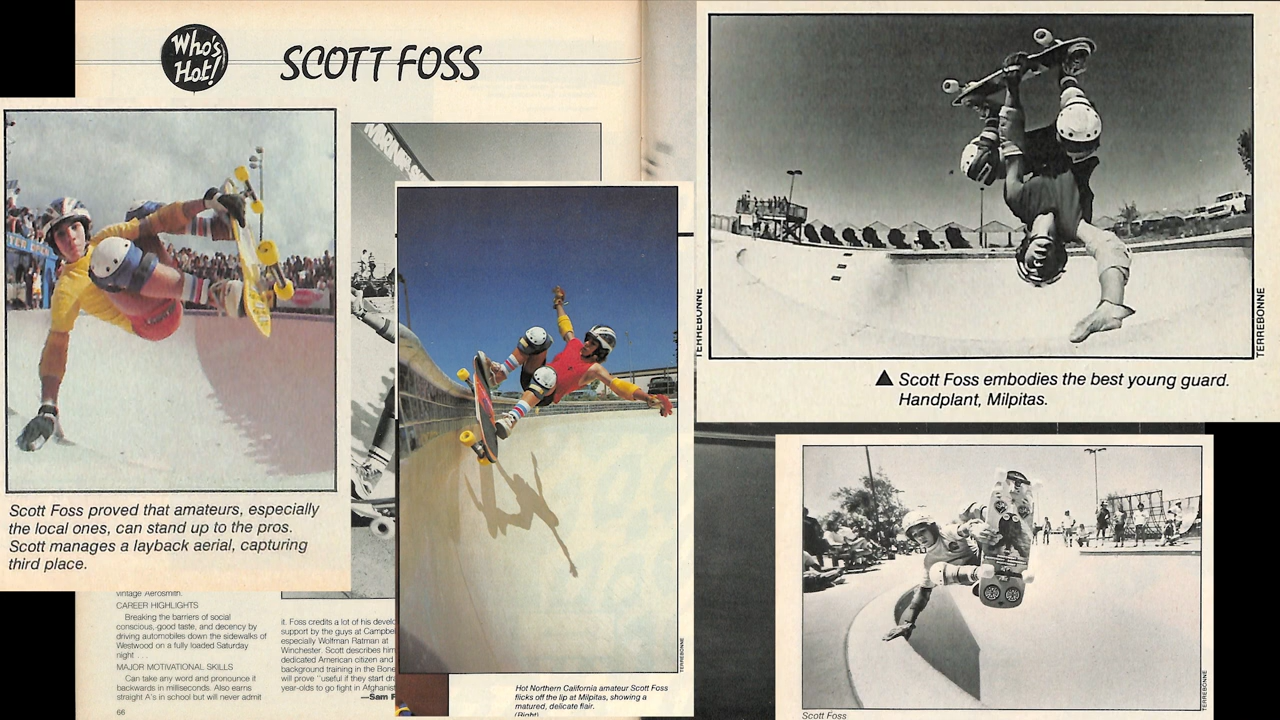 Who's
Hot!
SCOTT FOSS
TER OPEN
Scott Foss proved that amateurs, especially
the local ones, can stand up to the pros.
Scott manages a layback aerial, capturing
third place.
vintage Aerosmith.
CAREER HIGHLIGHTS
Breaking the barriers of social
conscious, good taste, and decency by
driving automobiles down the sidewalks of
Westwood on a fully loaded Saturday
night . . .
MAJOR MOTIVATIONAL SKILLS
Can take any word and pronounce it
backwards in milliseconds. Also earns
straight A's in school but will never admit
66
it. Foss credits a lot of his develo
support by the guys at Campbel
especially Wolfman Ratman at
Winchester. Scott describes him
dedicated American citizen and
background training in the Bone
will prove "useful if they start dra
year-olds to go fight in Afghanist
—Sam F
TERREBONNE
Hot Northern California amateur Scott Foss
flicks off the lip at Milpitas, showing a
matured, delicate flair.
(Right)
TERREBONNE
TERREBONNE
▲ Scott Foss embodies the best young guard.
Handplant, Milpitas.
TERREBONNE
Scott Foss